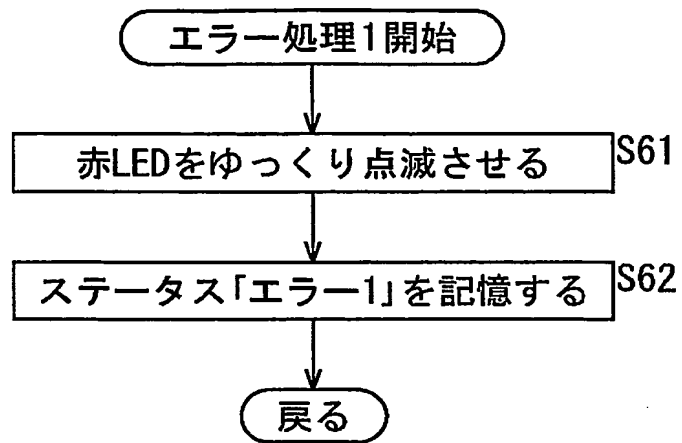 エラー処理1開始
赤LEDをゆっくり点滅させる
S61
ステータス「エラー1」を記憶する
S62
戻る